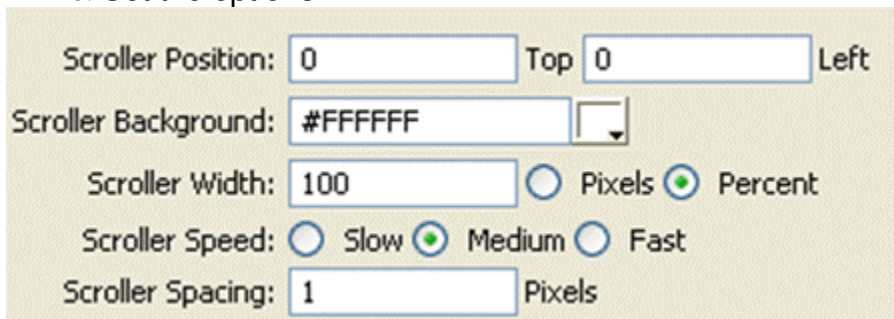 Scroller Position: 0 Top 0 Left
Scroller Background: #FFFFFF
Scroller Width: 100 Pixels Percent
Scroller Speed: Slow Medium Fast
Scroller Spacing: 1 Pixels